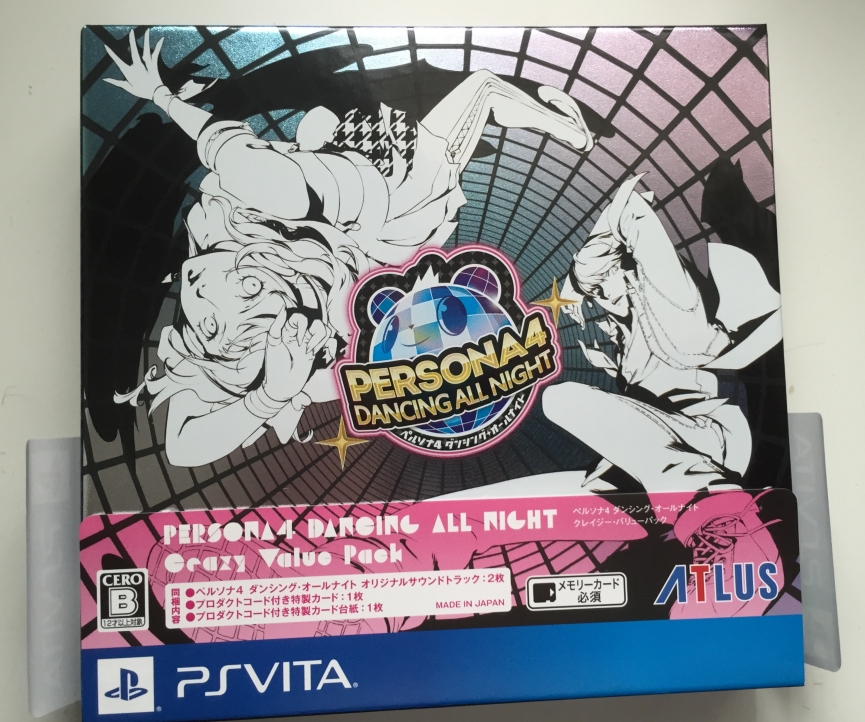 PERSONA4
DANCING ALL NIGHT
ペルソナ4 ダンシング・オールナイト
PERSONA4 DANCING ALL NIGHT
Crazy Value Pack
ペルソナ4 ダンシング・オールナイト
クレイジー・バリューパック
CERO
B
12才以上対象
同梱内容
●ペルソナ4 ダンシング・オールナイト オリジナルサウンドトラック：2枚
●プロダクトコード付き特製カード：1枚
●プロダクトコード付き特製カード台紙：1枚
MADE IN JAPAN
メモリーカード
必須
ATLUS
PSVITA